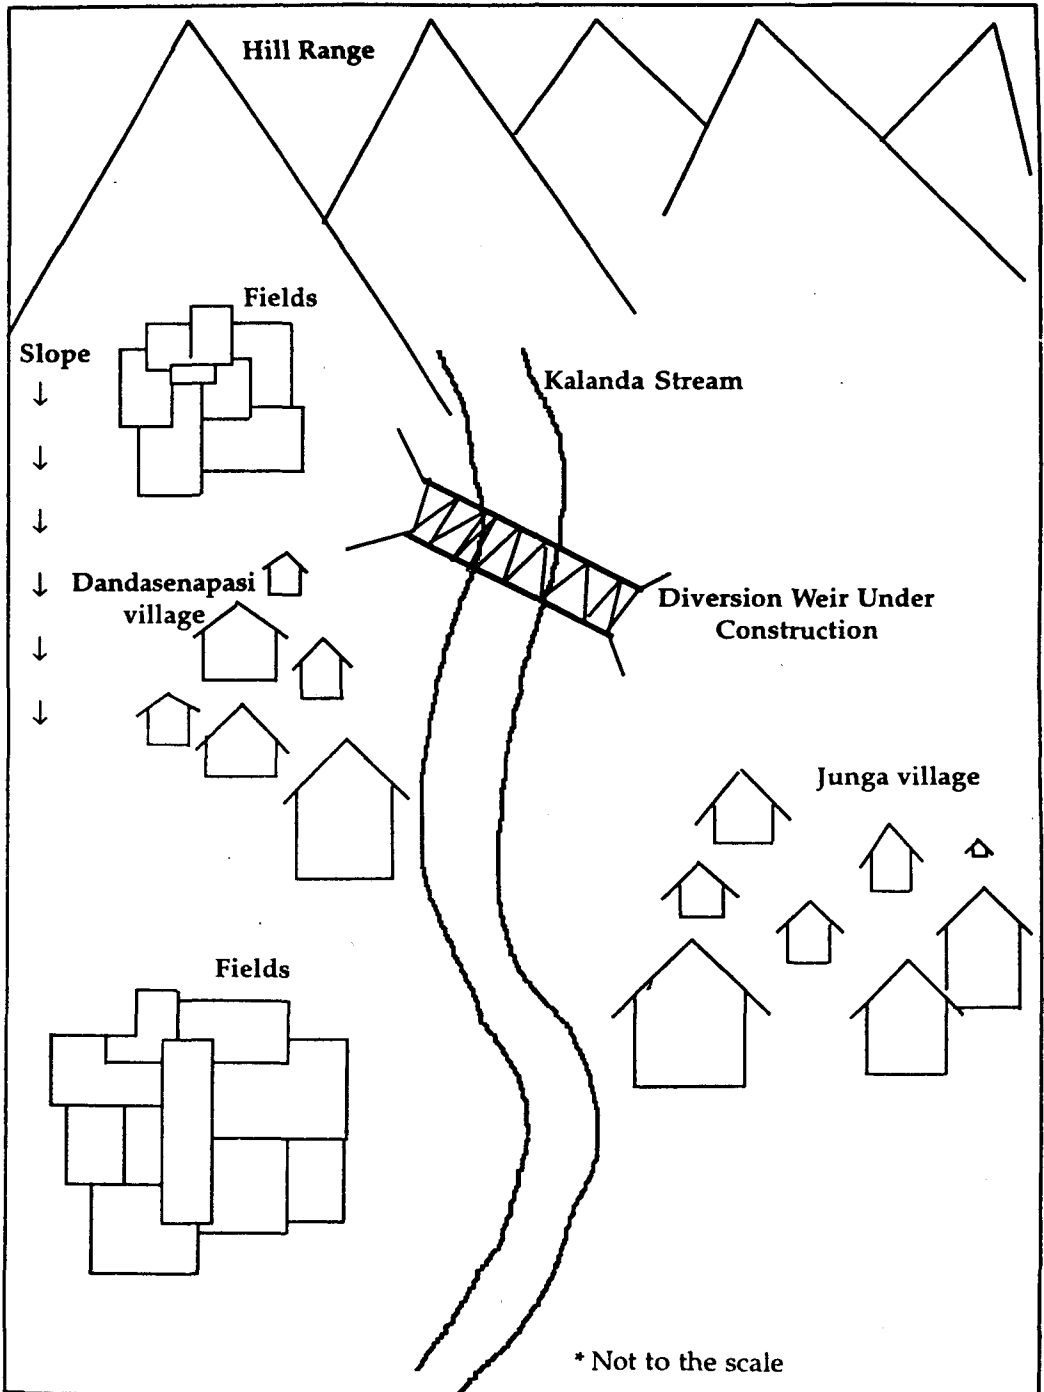 Hill Range
Fields
Slope
Kalanda Stream
Dandasenapasi
village
Diversion Weir Under
Construction
Junga village
Fields
* Not to the scale